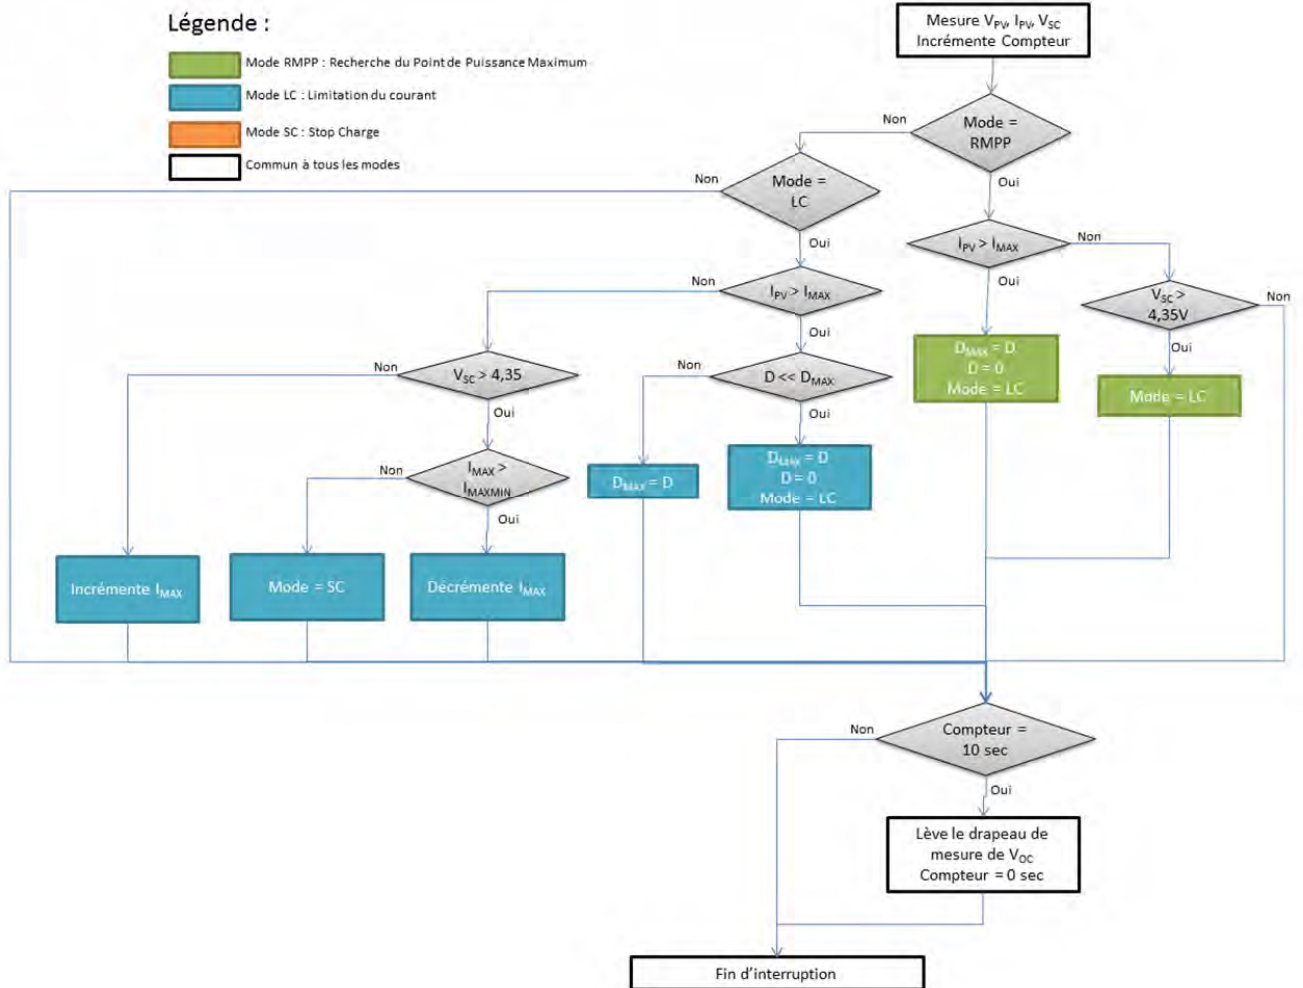 Légende :
Mode RMPP : Recherche du Point de Puissance Maximum
Mode LC : Limitation du courant
Mode SC : Stop Charge
Commun à tous les modes
Mesure VPV, IPV, VSC
Incrémente Compteur
Mode =
RMPP
Non
Oui
Mode =
LC
Non
Oui
IPV > IMAX
Non
Oui
VSC >
4,35V
Non
Oui
IPV > IMAX
Non
Oui
DMAX = D
D = 0
Mode = LC
Mode = LC
VSC > 4,35
Non
Oui
D << DMAX
Non
Oui
IMAX >
IMAXMIN
Non
Oui
DMAX = D
DMAX = D
D = 0
Mode = LC
Incrémente IMAX
Mode = SC
Décrémente IMAX
Compteur =
10 sec
Non
Oui
Lève le drapeau de
mesure de VOC
Compteur = 0 sec
Fin d'interruption